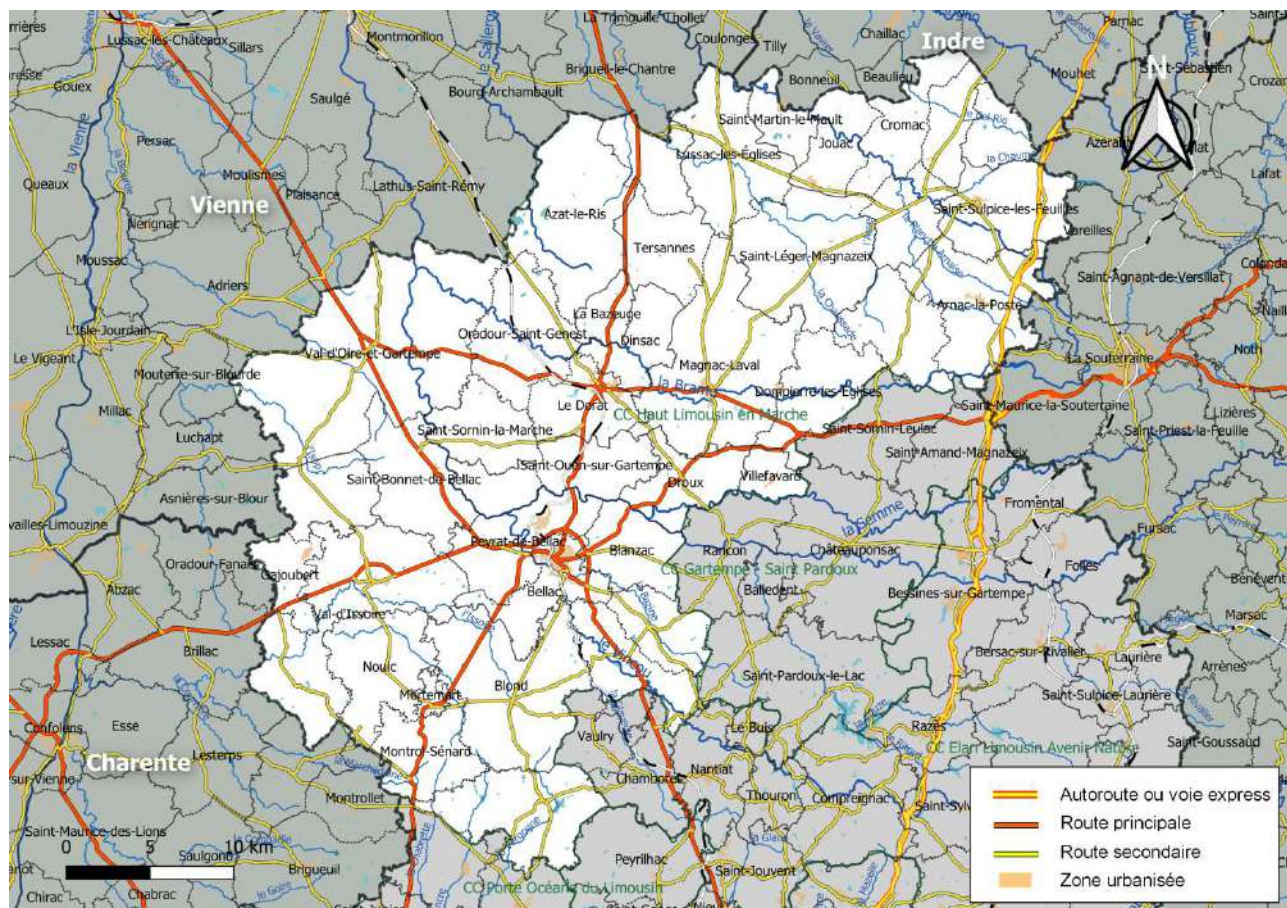 La Trimouille Thollet
Coulonges
Tilly
Chaillac
Indre
Parnac
Lussac-les-Châteaux
Sillars
Montmorillon
Brigueil-le-Chantre
Bonneuil
Beaulieu
Mouhet
Saint-Sébastien
N
Gouex
Saulgé
Bourg-Archambault
Saint-Martin-le-Mault
Cromac
Jouac
la Vienne
Persac
Lussac-les-Églises
Queaux
Moulismes
Plaisance
Lathus-Saint-Rémy
Lafat
Vienne
Nérignac
Azat-le-Ris
Saint-Sulpice-les-Feuilles
Vareilles
Moussac
Tersannes
Saint-Léger-Magnazeix
Saint-Agnant-de-Versillat
Adriers
Arnac-la-Poste
La Bazeuge
L'Isle-Jourdain
Oradour-Saint-Genest
Dinsac
Le Vigeant
Val-d'Oire-et-Gartempe
Magnac-Laval
La Souterraine
Noth
Mouterre-sur-Blourde
la Brame
Dompierre-les-Églises
Millac
Le Dorat
CC Haut Limousin en Marche
Saint-Maurice-la-Souterraine
Lizières
Luchapt
Saint-Sornin-la-Marche
Saint-Sornin-Leulac
Saint-Priest-la-Feuille
Saint-Amand-Magnazeix
Saint-Ouen-sur-Gartempe
Saint-Bonnet-de-Bellac
Droux
Villefavard
Asnières-sur-Blour
Fromental
la Semme
Fursac
Peyrat-de-Bellac
Blanzac
Rancon
Châteauponsac
Oradour-Fanais
Gajoubert
CC Gartempe - Saint Pardoux
Folles
Abzac
Bellac
Balledent
Bessines-sur-Gartempe
Val-d'Issoire
l'Issoire
Marsac
Lessac
Brillac
Nouic
le Vincou
Bersac-sur-Rivalier
Laurière
Arrènes
Mortemart
Blond
Saint-Pardoux-le-Lac
Saint-Sulpice-Laurière
Confolens
Esse
Le Buis
Razès
CC Elan Limousin Avenir Nature
Saint-Goussaud
Charente
Lesterps
Montrol-Sénard
Vaulry
Nantiat
Montrollet
Thouron
Compreignac
Saint-Maurice-des-Lions
Saulgond
Peyrilhac
Saint-Jouvent
Chirac
Chabrac
Brigueuil
CC Porte Océane du Limousin
0 5 10 km
Autoroute ou voie express
Route principale
Route secondaire
Zone urbanisée